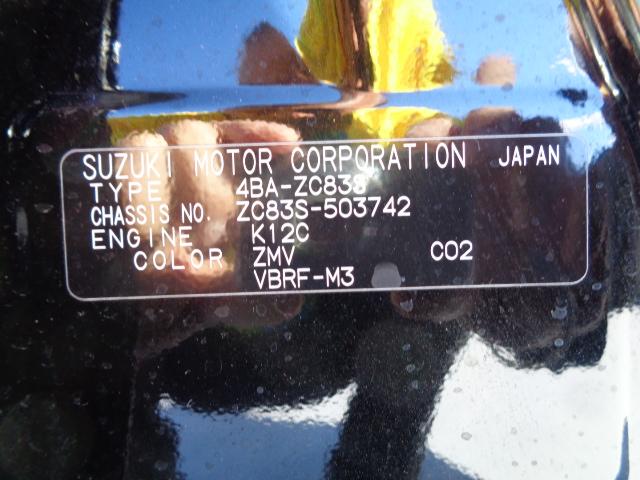 SUZUKI MOTOR CORPORATION JAPAN
TYPE 4BA-ZC83S
CHASSIS NO. ZC83S-503742
ENGINE K12C
COLOR ZMV CO2
VBRF-M3